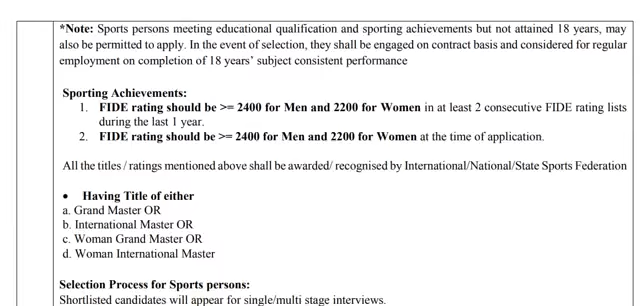 *Note: Sports persons meeting educational qualification and sporting achievements but not attained 18 years, may
also be permitted to apply. In the event of selection, they shall be engaged on contract basis and considered for regular
employment on completion of 18 years’ subject consistent performance
Sporting Achievements:
1. FIDE rating should be >= 2400 for Men and 2200 for Women in at least 2 consecutive FIDE rating lists
during the last 1 year.
2. FIDE rating should be >= 2400 for Men and 2200 for Women at the time of application.
All the titles / ratings mentioned above shall be awarded/ recognised by International/National/State Sports Federation
• Having Title of either
a. Grand Master OR
b. International Master OR
c. Woman Grand Master OR
d. Woman International Master
Selection Process for Sports persons:
Shortlisted candidates will appear for single/multi stage interviews.